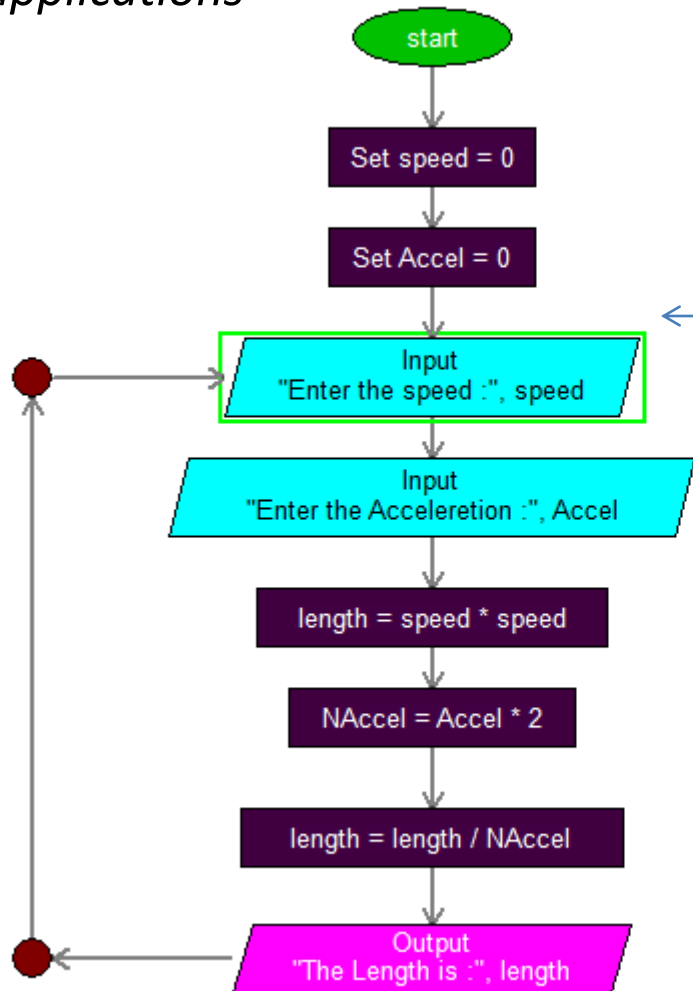 applications
start
Set speed = 0
Set Accel = 0
Input
"Enter the speed :", speed
Input
"Enter the Acceleretion :", Accel
length = speed * speed
NAccel = Accel * 2
length = length / NAccel
Output
"The Length is :", length